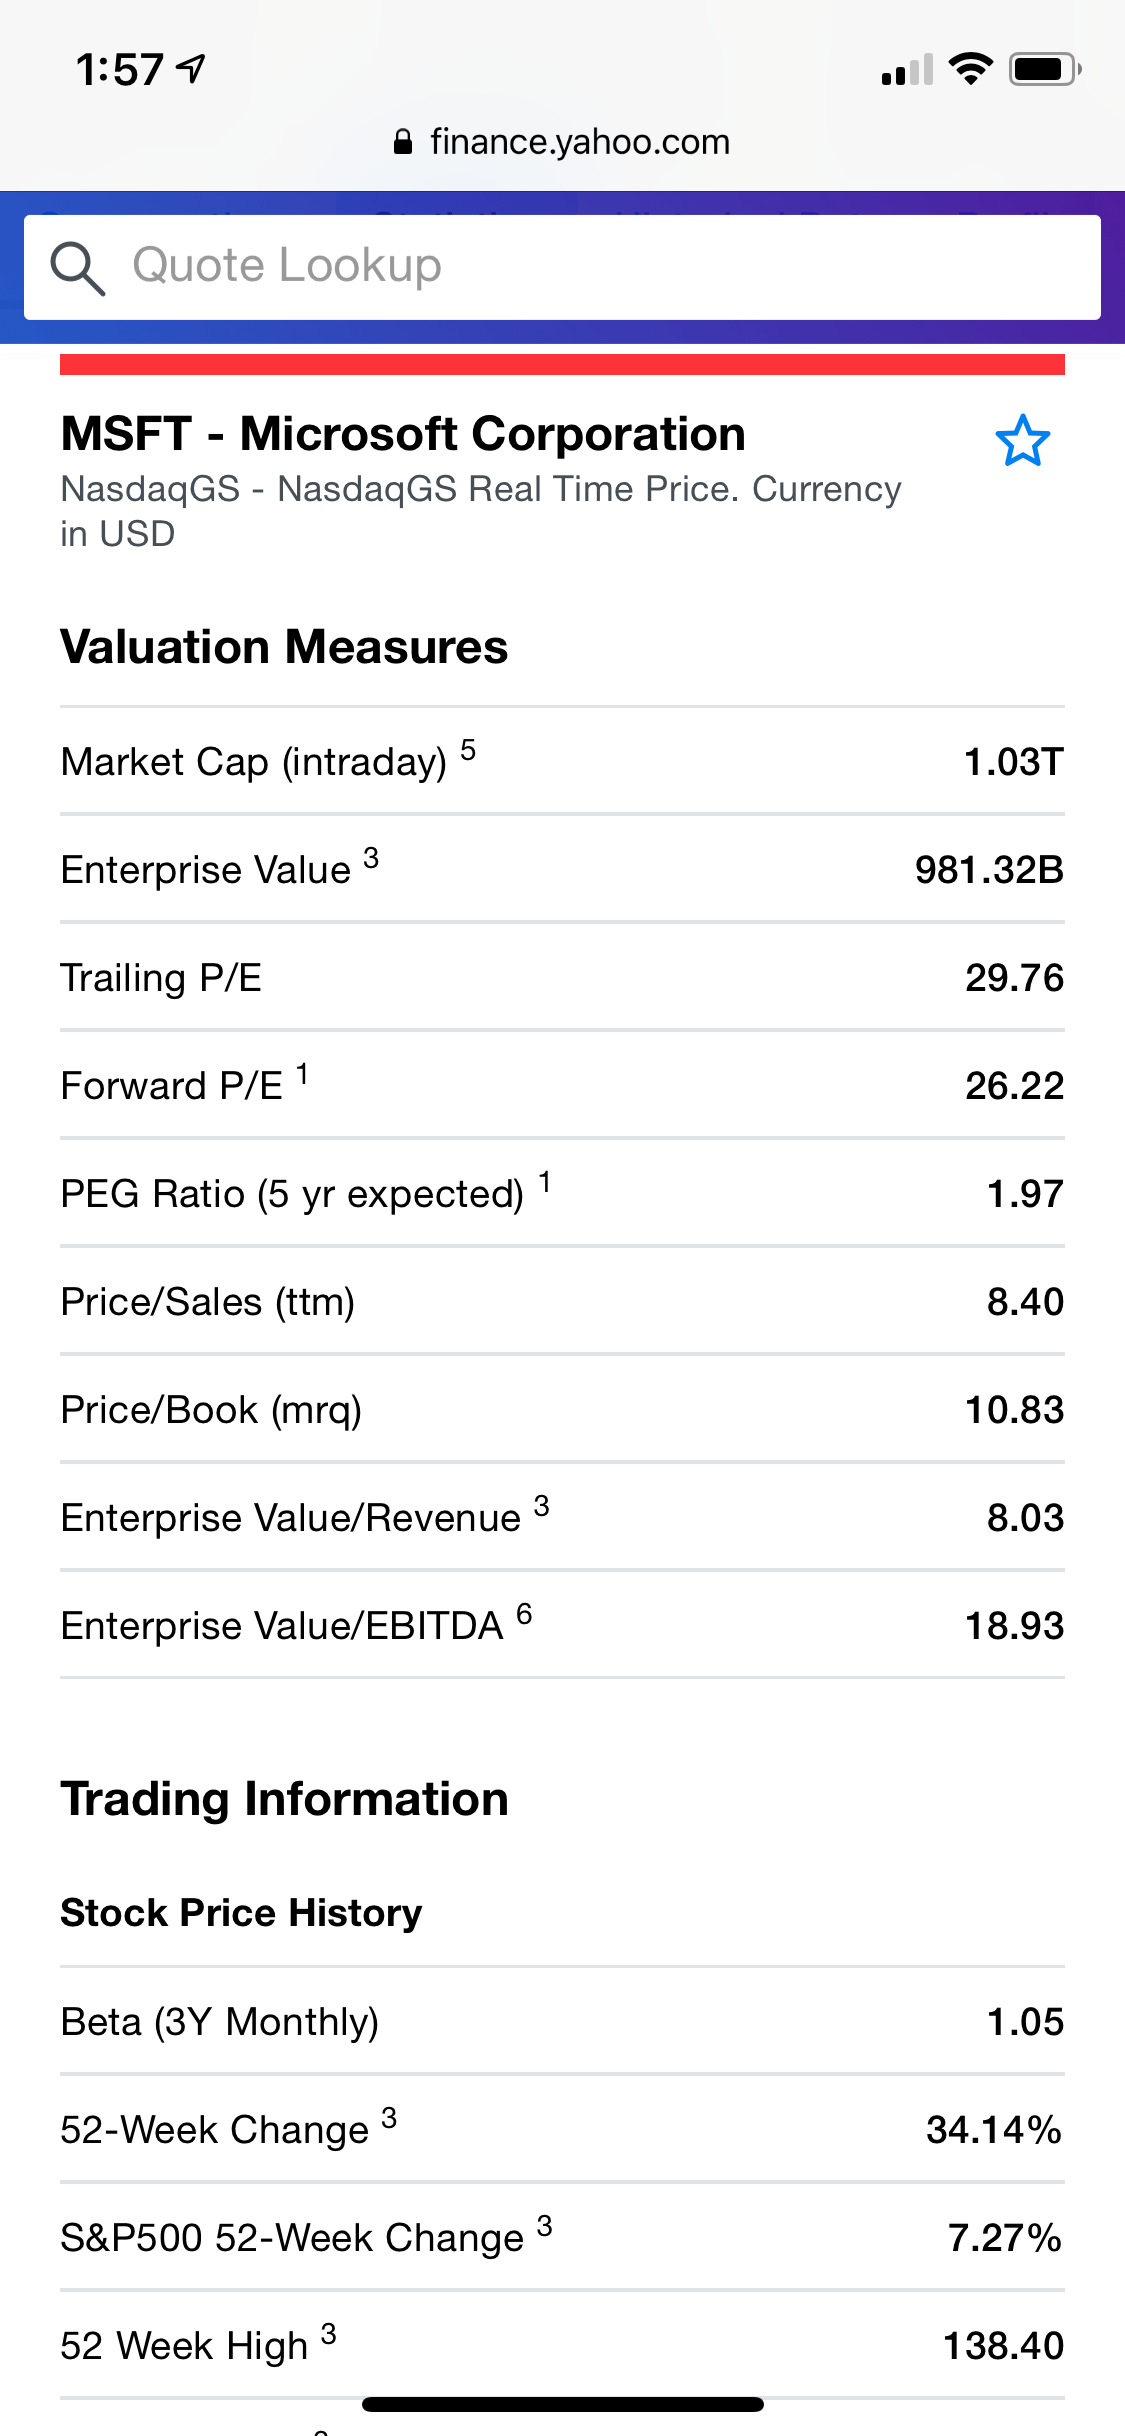 1:57
finance.yahoo.com
Quote Lookup
MSFT - Microsoft Corporation
NasdaqGS - NasdaqGS Real Time Price. Currency
in USD
Valuation Measures
Market Cap (intraday) 5 1.03T
Enterprise Value 3 981.32B
Trailing P/E 29.76
Forward P/E 1 26.22
PEG Ratio (5 yr expected) 1 1.97
Price/Sales (ttm) 8.40
Price/Book (mrq) 10.83
Enterprise Value/Revenue 3 8.03
Enterprise Value/EBITDA 6 18.93
Trading Information
Stock Price History
Beta (3Y Monthly) 1.05
52-Week Change 3 34.14%
S&P500 52-Week Change 3 7.27%
52 Week High 3 138.40